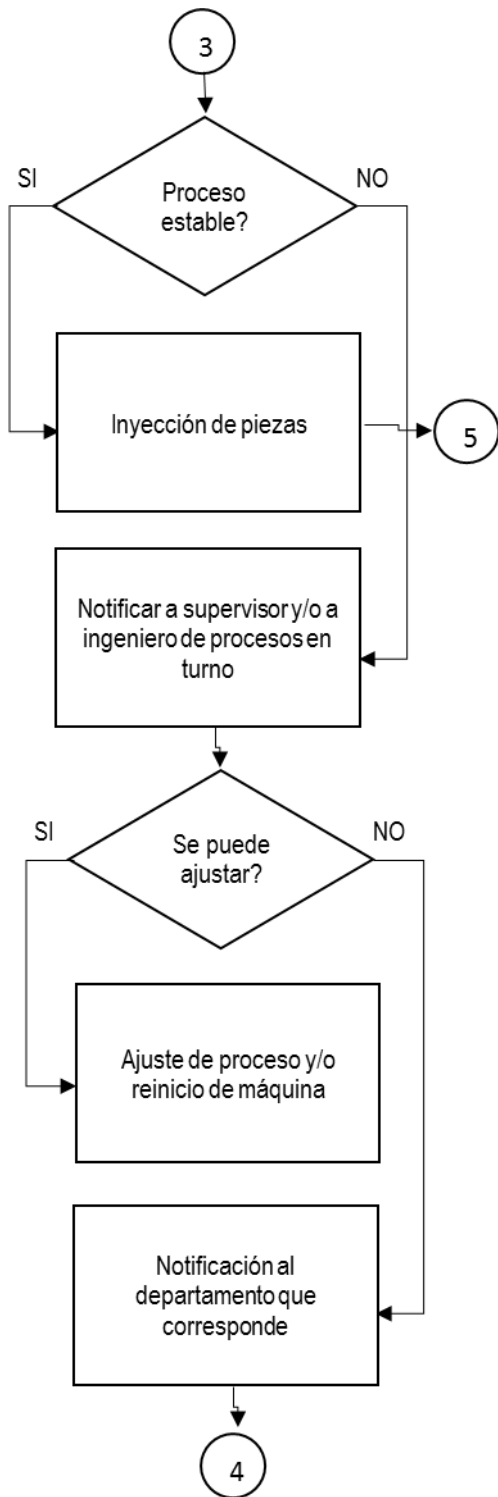 3
SI
NO
Proceso
estable?
Inyección de piezas
5
Notificar a supervisor y/o a
ingeniero de procesos en
turno
SI
NO
Se puede
ajustar?
Ajuste de proceso y/o
reinicio de máquina
Notificación al
departamento que
corresponde
4